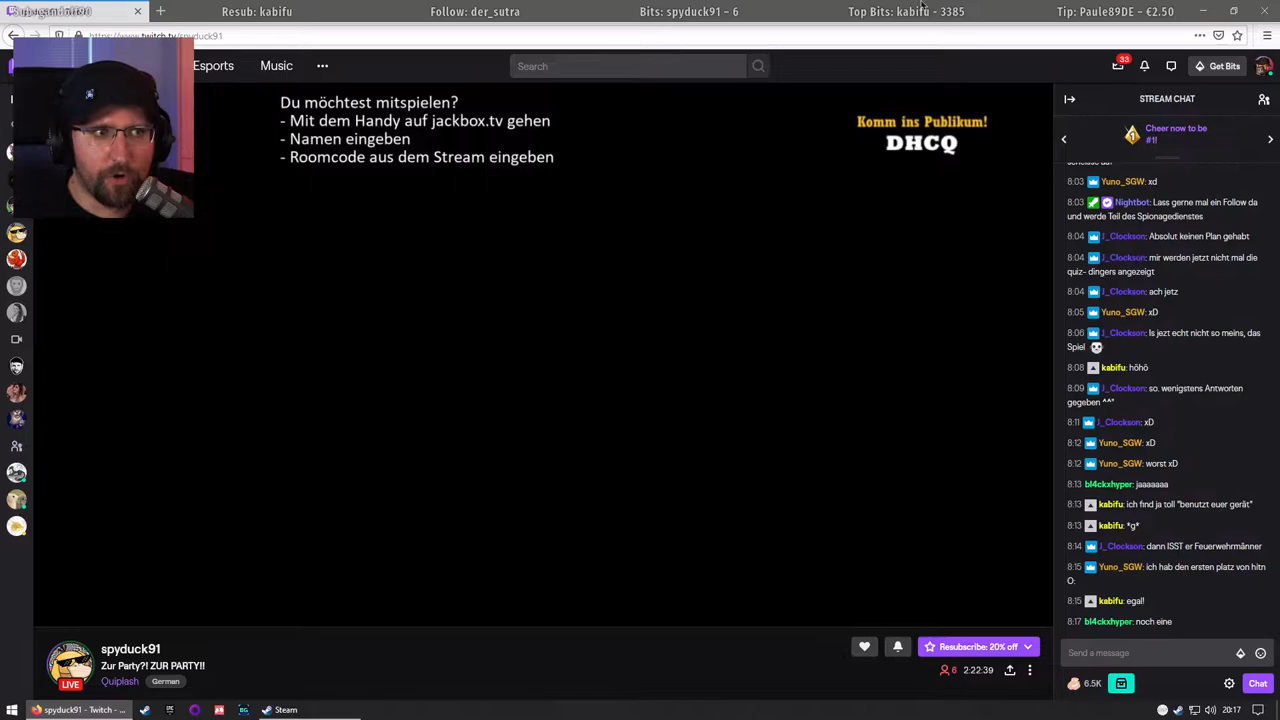 Resub: kabifu
Follow: der_sutra
Bits: spyduck91 - 6
Top Bits: kabifu - 3385
Tip: Paule89DE - €2.50
https://www.twitch.tv/spyduck91
Esports
Music
Search
33
Get Bits
Du möchtest mitspielen?
- Mit dem Handy auf jackbox.tv gehen
- Namen eingeben
- Roomcode aus dem Stream eingeben
Komm ins Publikum!
DHCQ
STREAM CHAT
1
Cheer now to be
#1!
8:03 Yuno_SGW: xd
8:03 Nightbot: Lass gerne mal ein Follow da
und werde Teil des Spionagedienstes
8:04 J_Clockson: Absolut keinen Plan gehabt
8:04 J_Clockson: mir werden jetzt nicht mal die
quiz- dingers angezeigt
8:04 J_Clockson: ach jetz
8:05 Yuno_SGW: xD
8:06 J_Clockson: Is jezt echt nicht so meins, das
Spiel
8:08 kabifu: höhö
8:09 J_Clockson: so. wenigstens Antworten
gegeben ^^"
8:11 J_Clockson: xD
8:12 Yuno_SGW: xD
8:12 Yuno_SGW: worst xD
8:13 bl4ckxhyper: jaaaaaaa
8:13 kabifu: ich find ja toll "benutzt euer gerät"
8:13 kabifu: *g*
8:14 J_Clockson: dann ISST er Feuerwehrmänner
8:15 Yuno_SGW: ich hab den ersten platz von hitn
O:
8:15 kabifu: egal!
8:17 bl4ckxhyper: noch eine
Send a message
6.5K
Chat
spyduck91
Zur Party?! ZUR PARTY!!
Quiplash
German
LIVE
Resubscribe: 20% off
6
2:22:39
spyduck91 - Twitch - ...
Steam
20:17